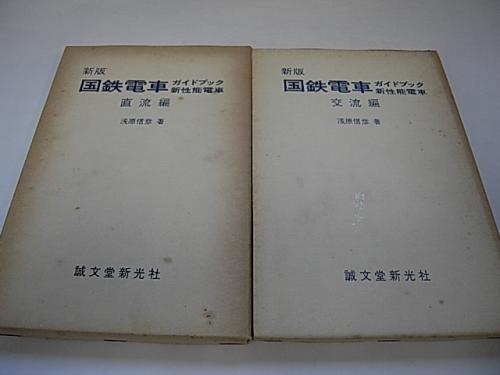 新版
国鉄電車 ガイドブック
新性能電車
直流編
浅原信彦 著
誠文堂新光社
新版
国鉄電車 ガイドブック
新性能電車
交流編
浅原信彦 著
誠文堂新光社